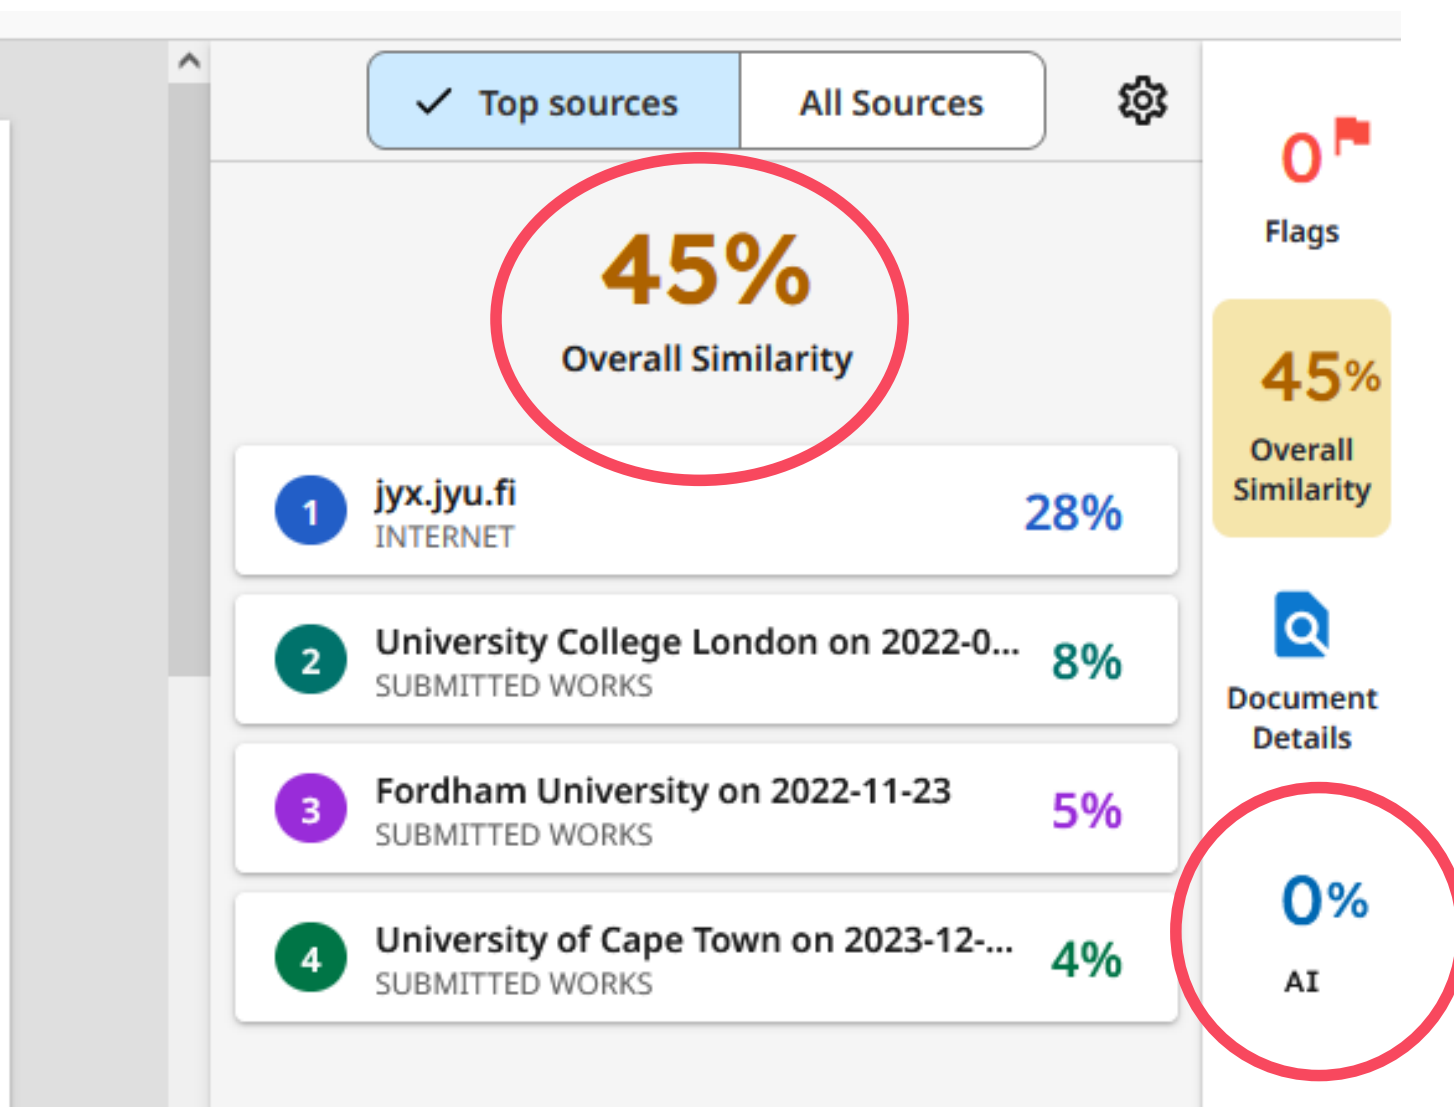 Top sources
All Sources
45%
Overall Similarity
1
jyx.jyu.fi
INTERNET
28%
2
University College London on 2022-0...
SUBMITTED WORKS
8%
3
Fordham University on 2022-11-23
SUBMITTED WORKS
5%
4
University of Cape Town on 2023-12-...
SUBMITTED WORKS
4%
0
Flags
45%
Overall
Similarity
Document
Details
0%
AI